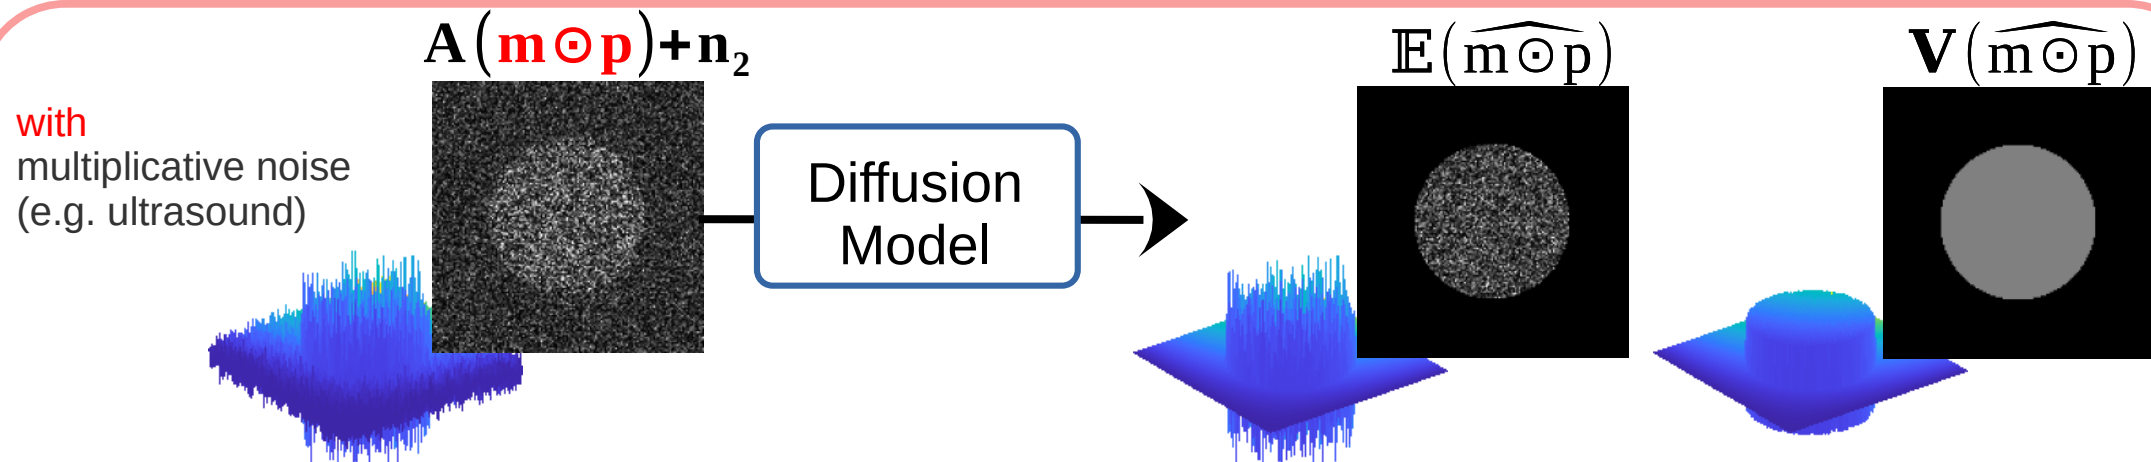 A(m⊙p)+n₂
𝔼(m⊙p)̂
V(m⊙p)̂
with
multiplicative noise
(e.g. ultrasound)
Diffusion
Model